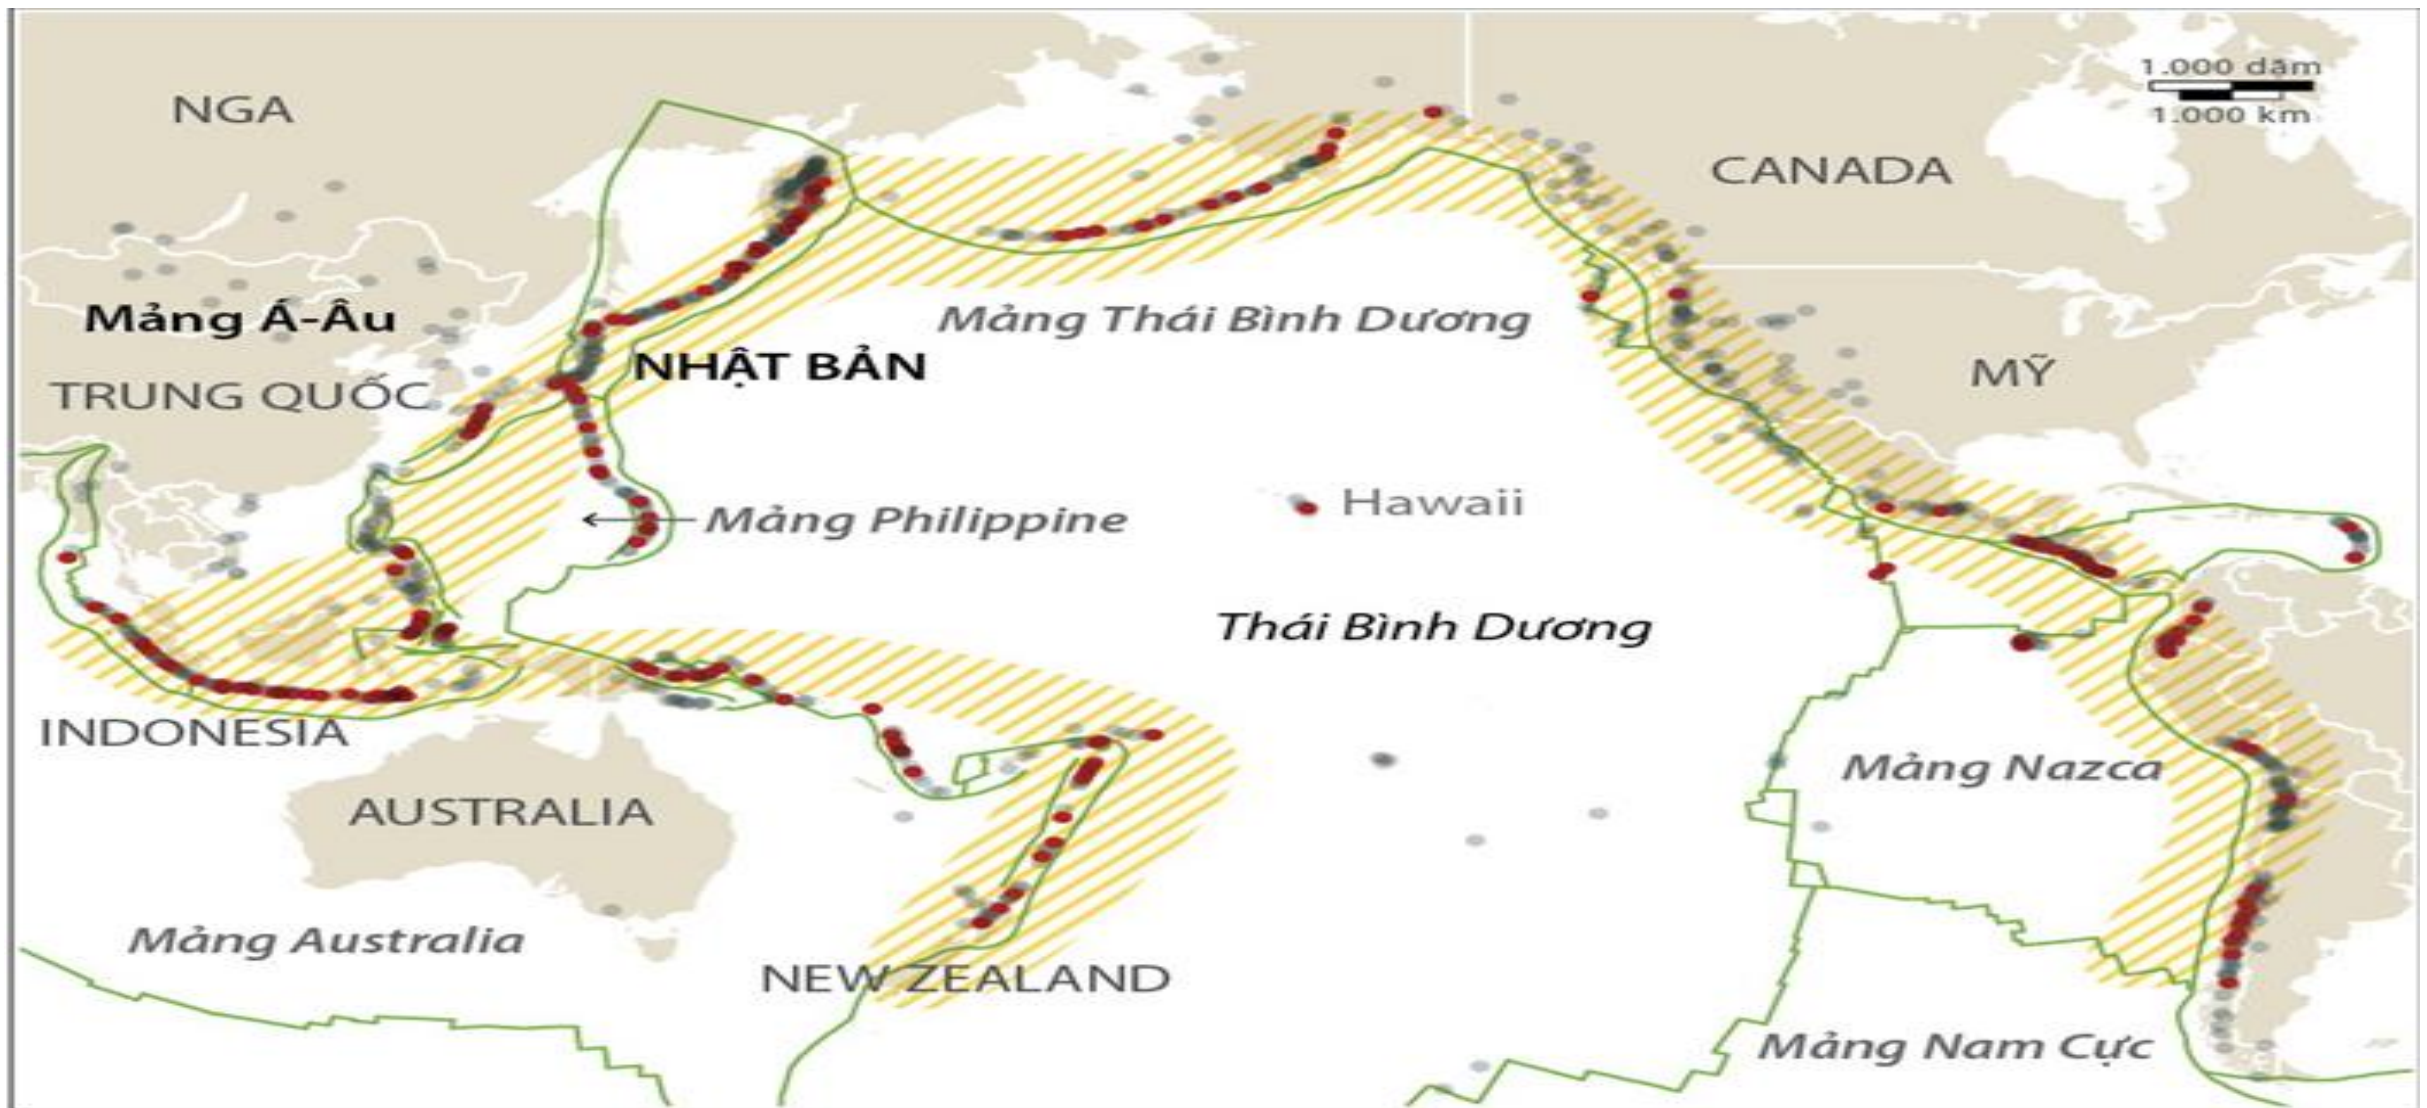 1.000 dặm
1.000 km
NGA
CANADA
Mảng Á-Âu
Mảng Thái Bình Dương
NHẬT BẢN
MỸ
TRUNG QUỐC
Hawaii
Mảng Philippine
Thái Bình Dương
INDONESIA
Mảng Nazca
AUSTRALIA
Mảng Australia
NEW ZEALAND
Mảng Nam Cực